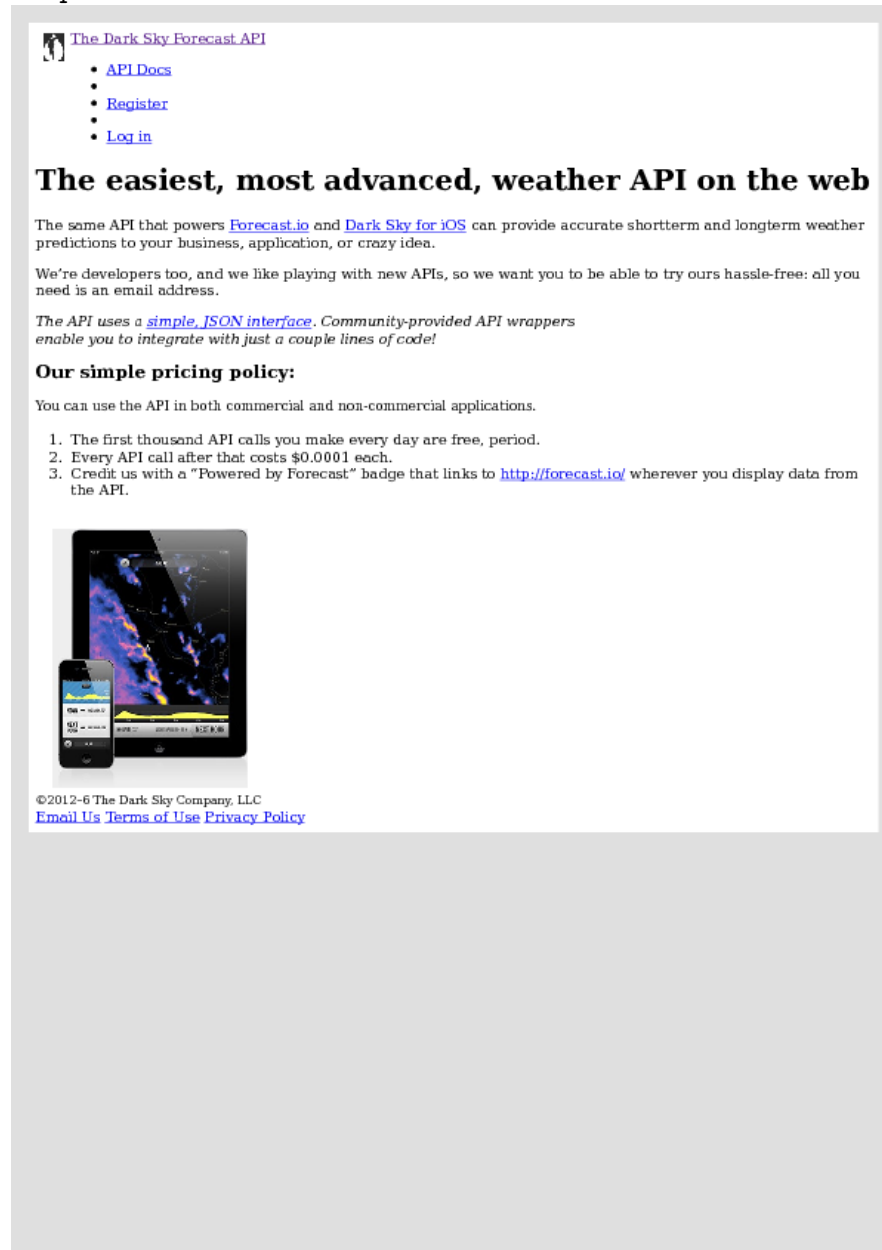 The Dark Sky Forecast API
API Docs
Register
Log in
The easiest, most advanced, weather API on the web
The same API that powers Forecast.io and Dark Sky for iOS can provide accurate shortterm and longterm weather
predictions to your business, application, or crazy idea.
We're developers too, and we like playing with new APIs, so we want you to be able to try ours hassle-free: all you
need is an email address.
The API uses a simple, JSON interface. Community-provided API wrappers
enable you to integrate with just a couple lines of code!
Our simple pricing policy:
You can use the API in both commercial and non-commercial applications.
1. The first thousand API calls you make every day are free, period.
2. Every API call after that costs $0.0001 each.
3. Credit us with a "Powered by Forecast" badge that links to http://forecast.io/ wherever you display data from
the API.
©2012–6 The Dark Sky Company, LLC
Email Us Terms of Use Privacy Policy